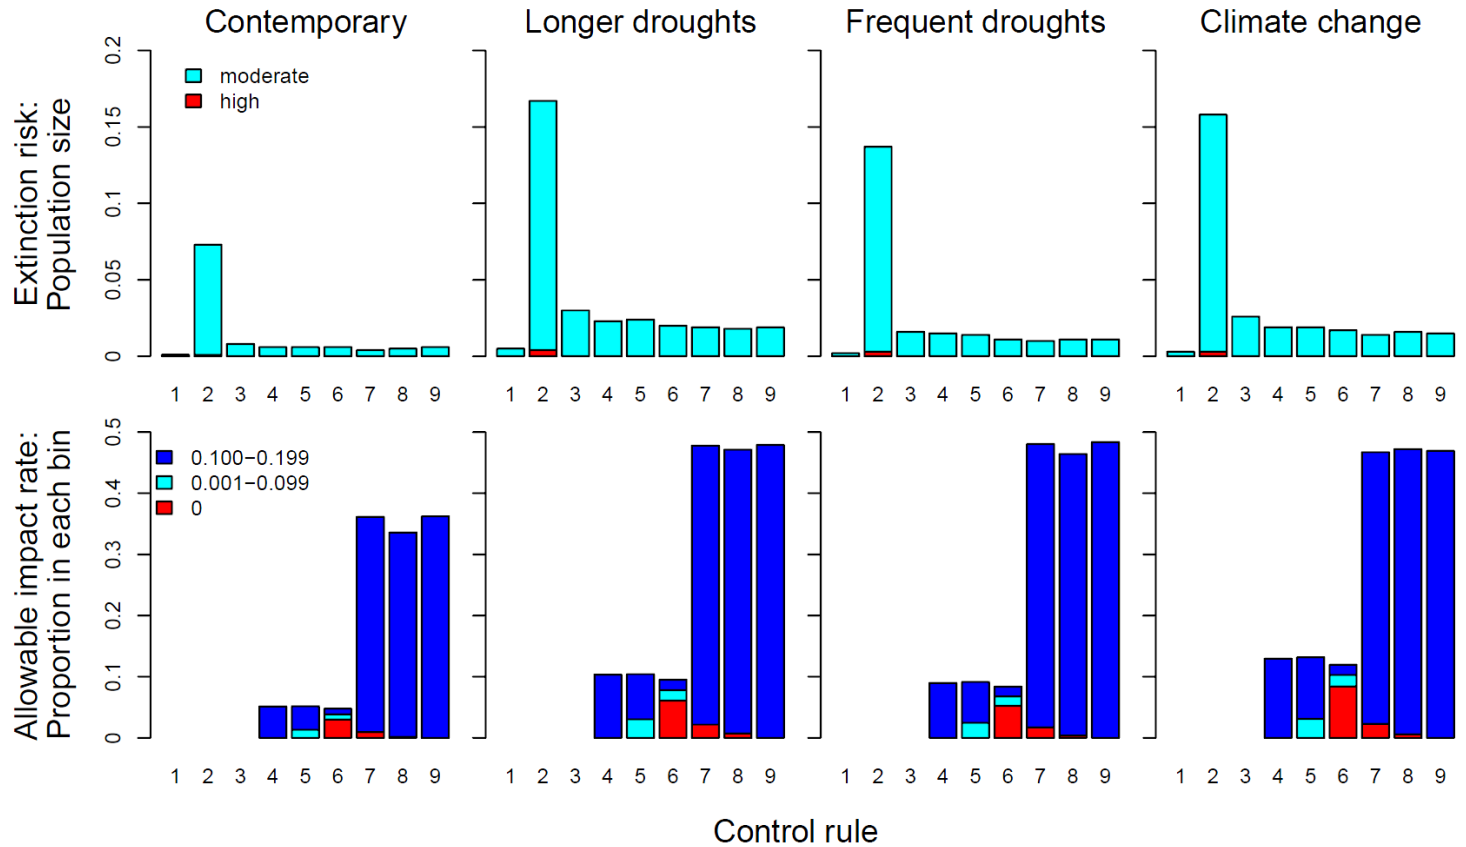 Contemporary Longer droughts Frequent droughts Climate change
Extinction risk:
Population size
0.2
0.15
0.1
0.05
0
moderate
high
1 2 3 4 5 6 7 8 9
1 2 3 4 5 6 7 8 9
1 2 3 4 5 6 7 8 9
1 2 3 4 5 6 7 8 9
Allowable impact rate:
Proportion in each bin
0.5
0.4
0.3
0.2
0.1
0
0.100−0.199
0.001−0.099
0
1 2 3 4 5 6 7 8 9
1 2 3 4 5 6 7 8 9
1 2 3 4 5 6 7 8 9
1 2 3 4 5 6 7 8 9
Control rule